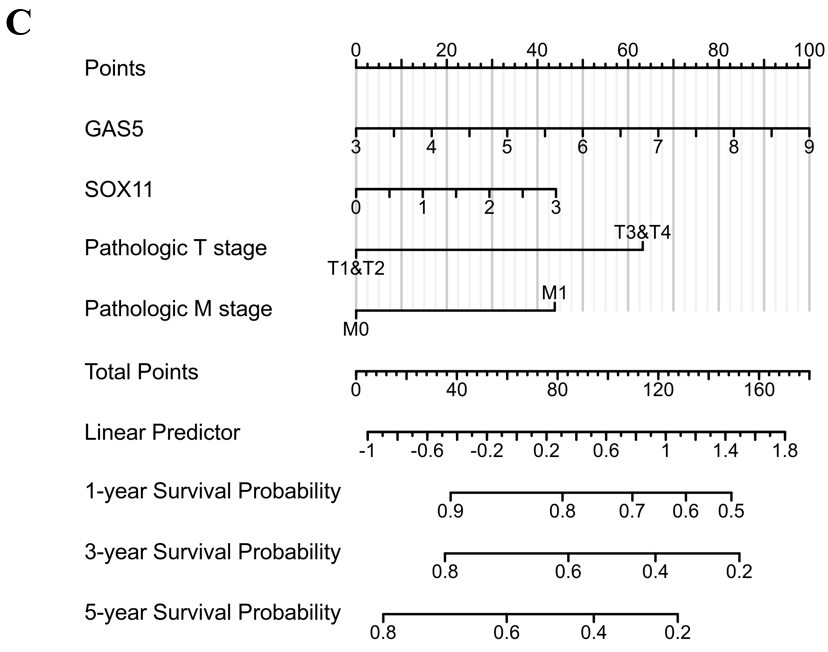 C
0 20 40 60 80 100
Points
GAS5
3 4 5 6 7 8 9
SOX11
0 1 2 3
T3&T4
Pathologic T stage
T1&T2
M1
Pathologic M stage
M0
Total Points
0 40 80 120 160
Linear Predictor
-1 -0.6 -0.2 0.2 0.6 1 1.4 1.8
1-year Survival Probability
0.9 0.8 0.7 0.6 0.5
3-year Survival Probability
0.8 0.6 0.4 0.2
5-year Survival Probability
0.8 0.6 0.4 0.2